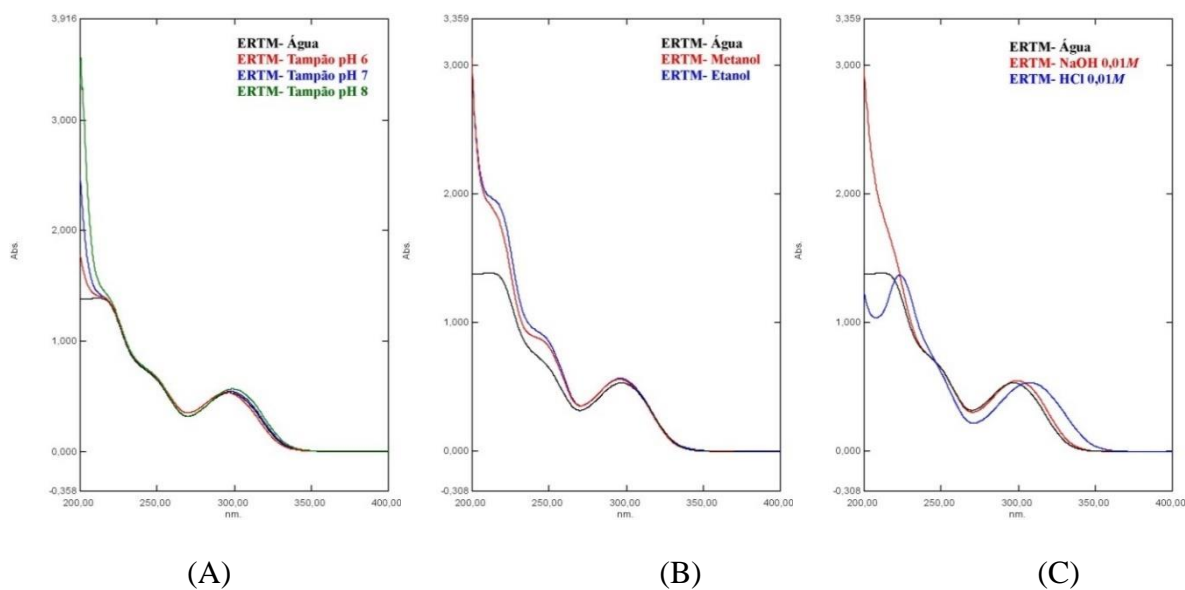 3,916
ERTM- Água
ERTM- Tampão pH 6
ERTM- Tampão pH 7
ERTM- Tampão pH 8
3,000
2,000
Abs.
1,000
0,000
-0,358
200,00 250,00 300,00 350,00 400,00
nm.
(A)
3,359
ERTM- Água
ERTM- Metanol
ERTM- Etanol
3,000
2,000
Abs.
1,000
0,000
-0,308
200,00 250,00 300,00 350,00 400,00
nm.
(B)
3,359
ERTM- Água
ERTM- NaOH 0,01M
ERTM- HCl 0,01M
3,000
2,000
Abs.
1,000
0,000
-0,308
200,00 250,00 300,00 350,00 400,00
nm.
(C)